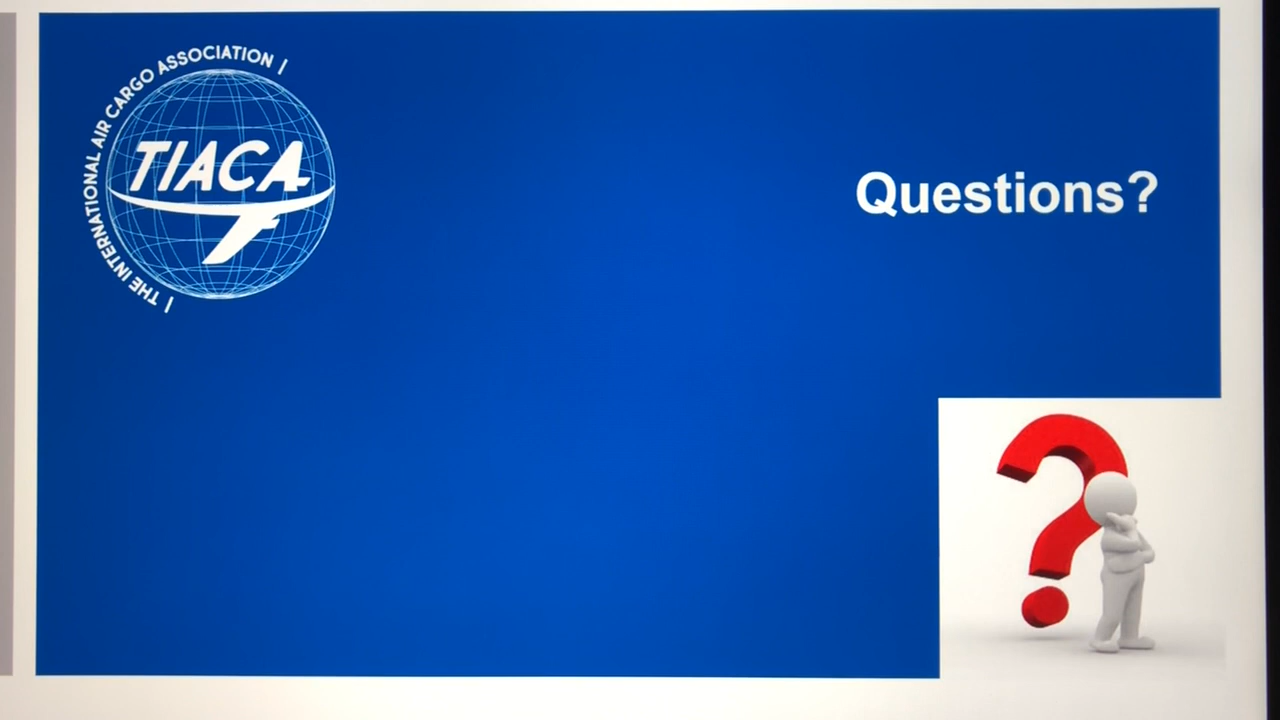 | THE INTERNATIONAL AIR CARGO ASSOCIATION |
TIACA
Questions?